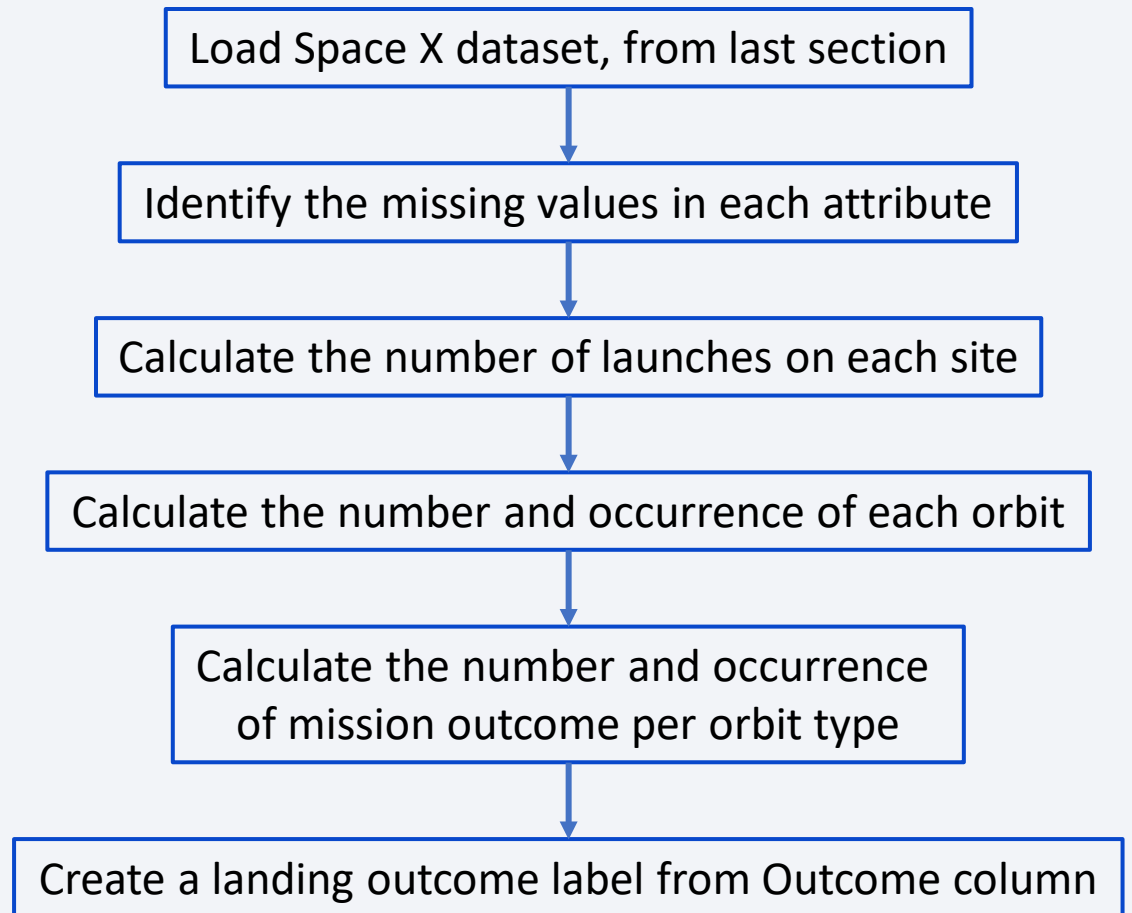 Load Space X dataset, from last section
Identify the missing values in each attribute
Calculate the number of launches on each site
Calculate the number and occurrence of each orbit
Calculate the number and occurrence
of mission outcome per orbit type
Create a landing outcome label from Outcome column